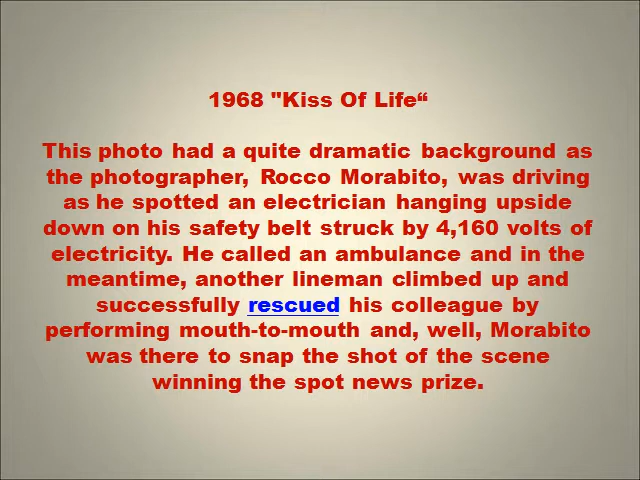 1968 "Kiss Of Life“
This photo had a quite dramatic background as
the photographer, Rocco Morabito, was driving
as he spotted an electrician hanging upside
down on his safety belt struck by 4,160 volts of
electricity. He called an ambulance and in the
meantime, another lineman climbed up and
successfully rescued his colleague by
performing mouth-to-mouth and, well, Morabito
was there to snap the shot of the scene
winning the spot news prize.